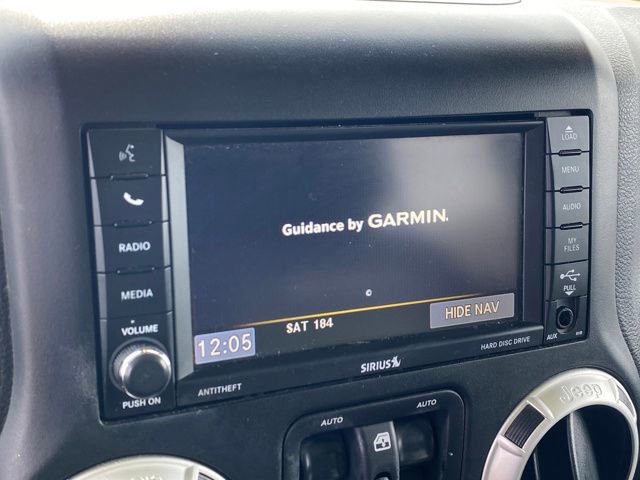 LOAD
MENU
AUDIO
MY
FILES
PULL
AUX
RADIO
MEDIA
VOLUME
PUSH ON
Guidance by GARMIN.
©
SAT 184
HIDE NAV
12:05
ANTITHEFT
SIRIUS
HARD DISC DRIVE
AUTO
AUTO
Jeep